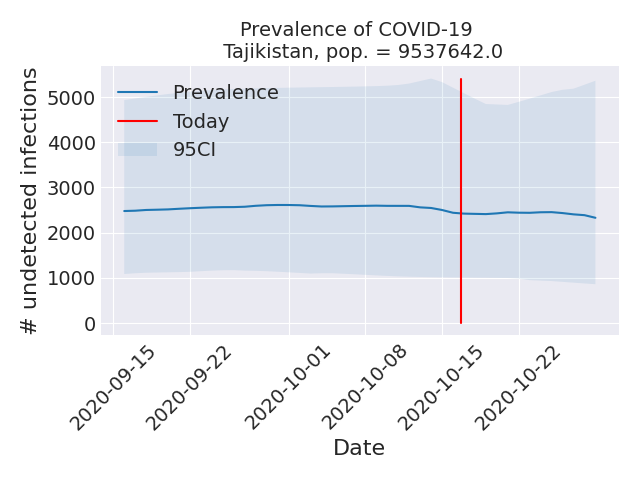 Prevalence of COVID-19
Tajikistan, pop. = 9537642.0
# undetected infections
5000
4000
3000
2000
1000
0
Prevalence
Today
95CI
2020-09-15
2020-09-22
2020-10-01
2020-10-08
2020-10-15
2020-10-22
Date